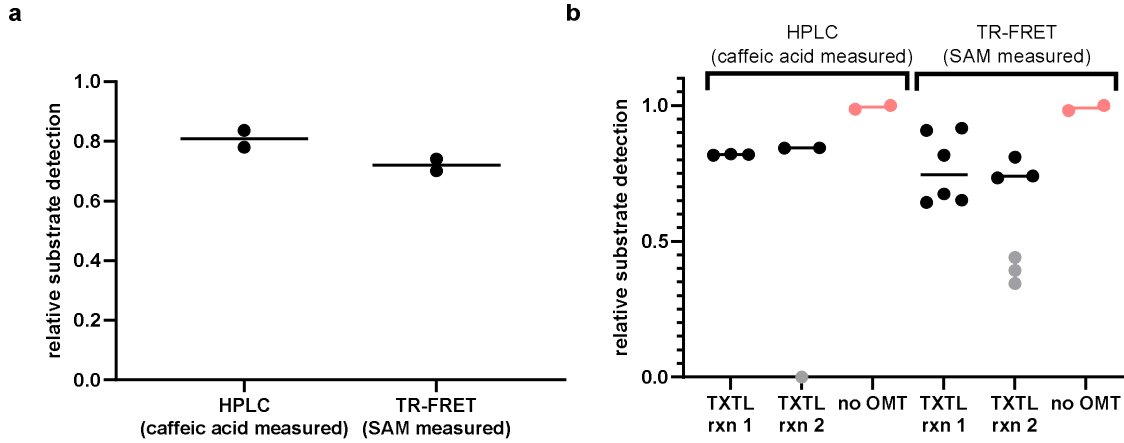 a
relative substrate detection
1.0
0.8
0.6
0.4
0.2
0.0
HPLC
(caffeic acid measured)
TR-FRET
(SAM measured)
b
HPLC
(caffeic acid measured)
TR-FRET
(SAM measured)
relative substrate detection
1.0
0.5
0.0
TXTL
rxn 1
TXTL
rxn 2
no OMT
TXTL
rxn 1
TXTL
rxn 2
no OMT